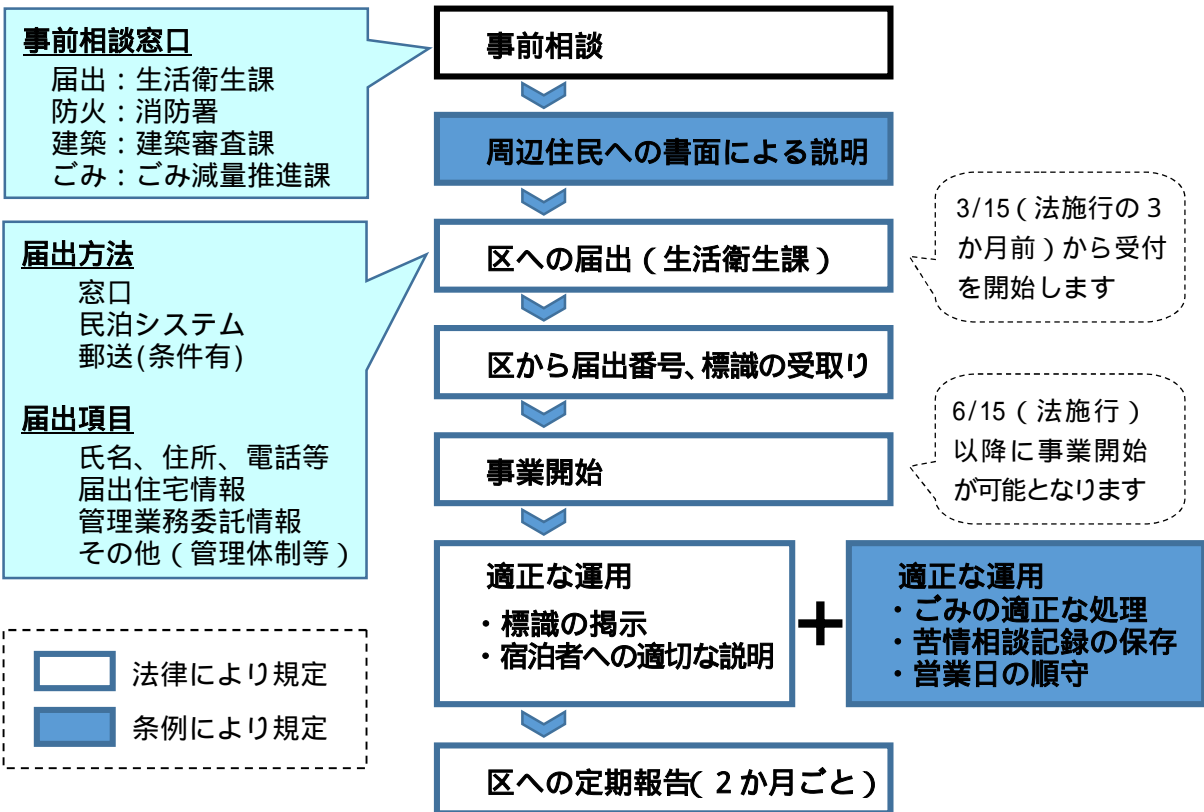 事前相談窓口
届出：生活衛生課
防火：消防署
建築：建築審査課
ごみ：ごみ減量推進課
事前相談
周辺住民への書面による説明
届出方法
窓口
民泊システム
郵送(条件有)
届出項目
氏名、住所、電話等
届出住宅情報
管理業務委託情報
その他（管理体制等）
区への届出（生活衛生課）
3/15（法施行の３
か月前）から受付
を開始します
区から届出番号、標識の受取り
事業開始
6/15（法施行）
以降に事業開始
が可能となります
適正な運用
・標識の掲示
・宿泊者への適切な説明
＋
適正な運用
・ごみの適正な処理
・苦情相談記録の保存
・営業日の順守
区への定期報告（２か月ごと）
法律により規定
条例により規定